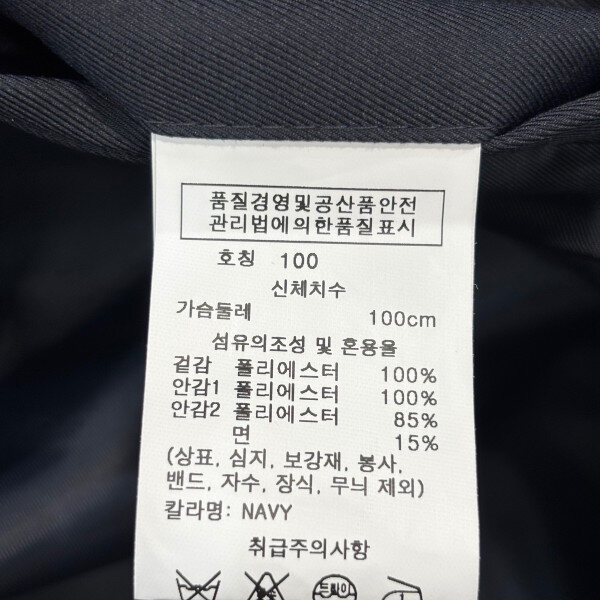 품질경영및공산품안전
관리법에의한품질표시
호칭 100
신체치수
가슴둘레 100cm
섬유의조성 및 혼용율
겉감 폴리에스터 100%
안감1 폴리에스터 100%
안감2 폴리에스터 85%
면 15%
(상표, 심지, 보강재, 봉사,
밴드, 자수, 장식, 무늬 제외)
칼라명: NAVY
취급주의사항
드라이